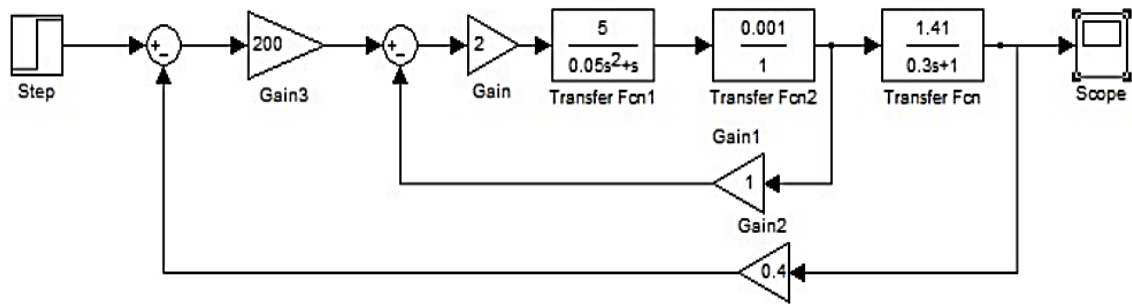 +
-
200
+
-
2
5
0.05s²+s
0.001
1
1.41
0.3s+1
Step
Gain3
Gain
Transfer Fcn1
Transfer Fcn2
Transfer Fcn
Scope
Gain1
1
Gain2
0.4